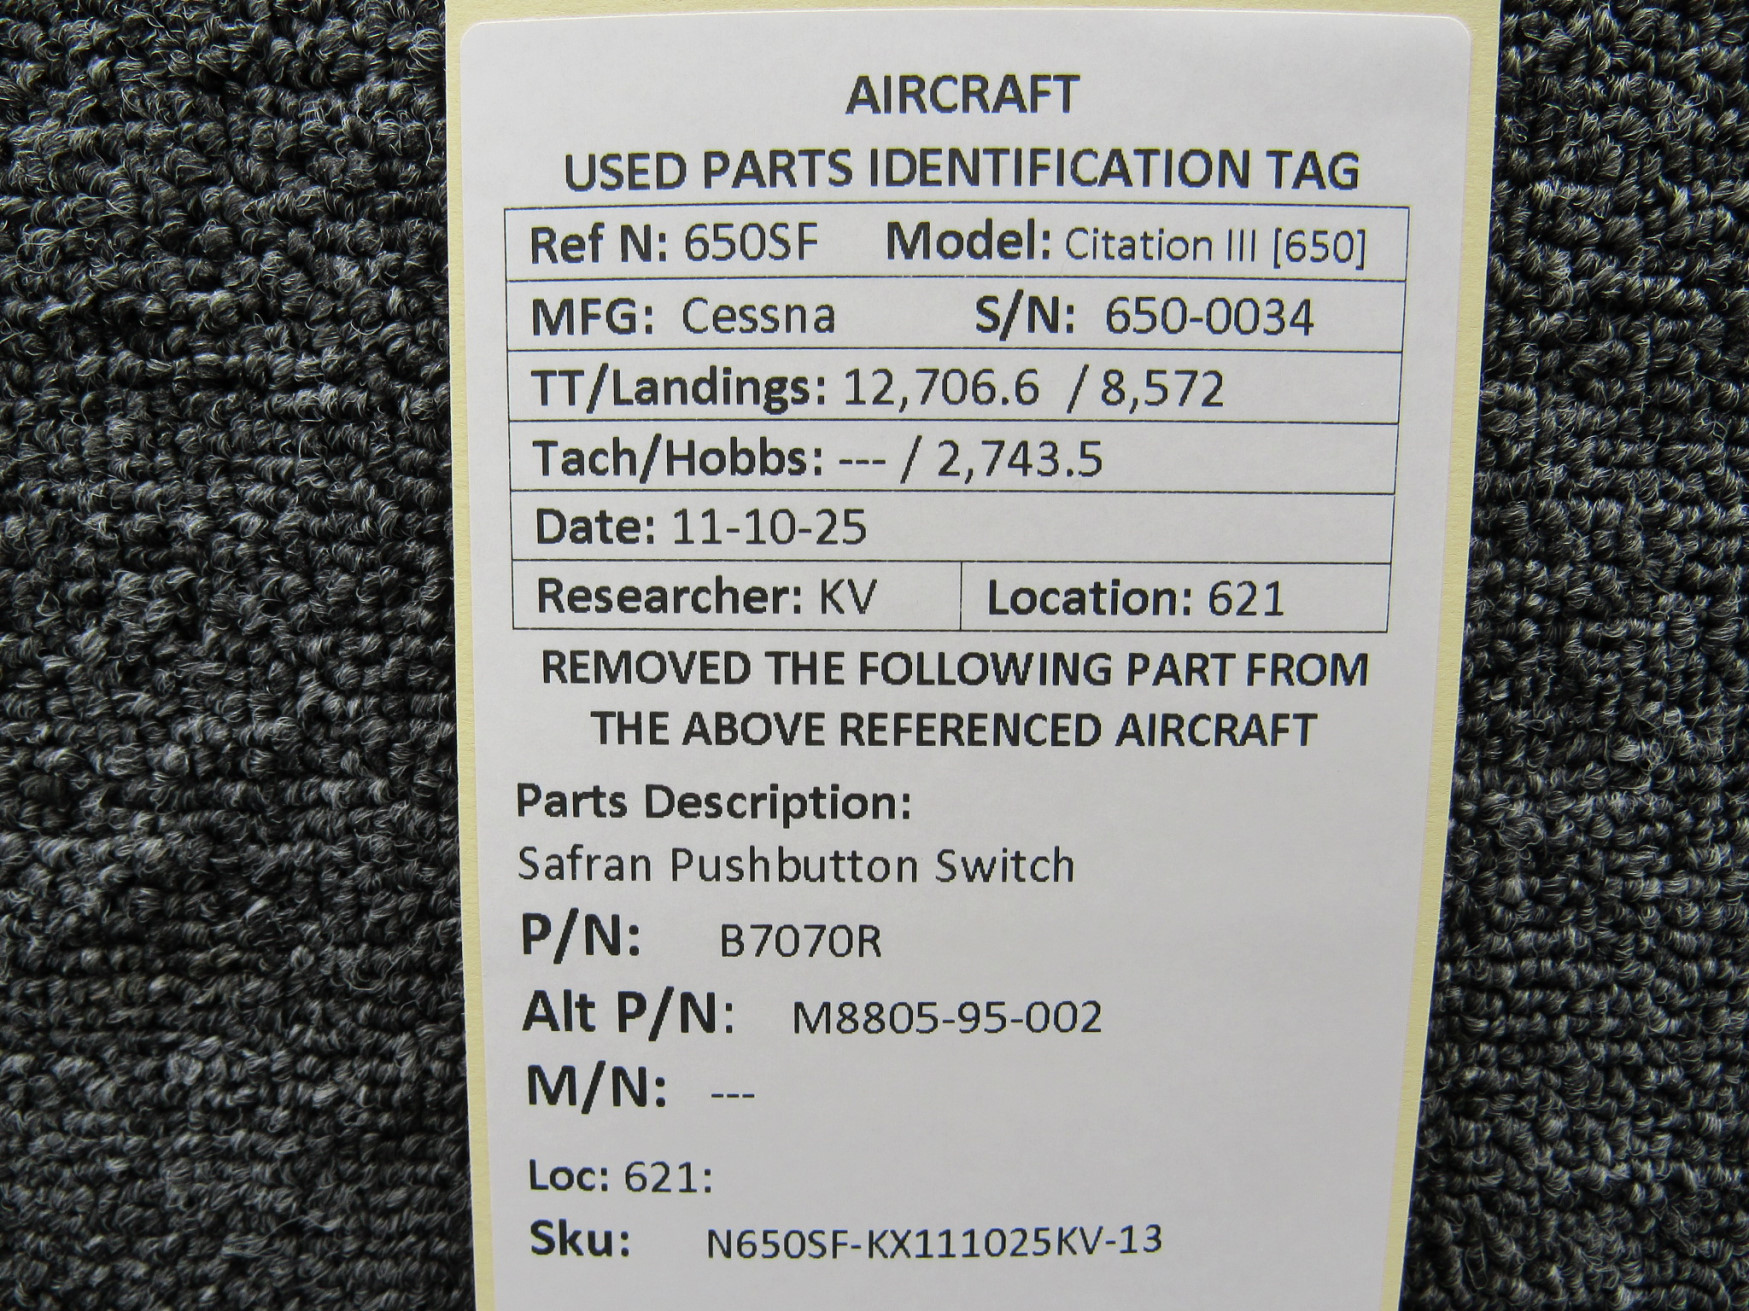 AIRCRAFT
USED PARTS IDENTIFICATION TAG
Ref N: 650SF Model: Citation III [650]
MFG: Cessna S/N: 650-0034
TT/Landings: 12,706.6 / 8,572
Tach/Hobbs: --- / 2,743.5
Date: 11-10-25
Researcher: KV Location: 621
REMOVED THE FOLLOWING PART FROM
THE ABOVE REFERENCED AIRCRAFT
Parts Description:
Safran Pushbutton Switch
P/N: B7070R
Alt P/N: M8805-95-002
M/N: ---
Loc: 621:
Sku: N650SF-KX111025KV-13